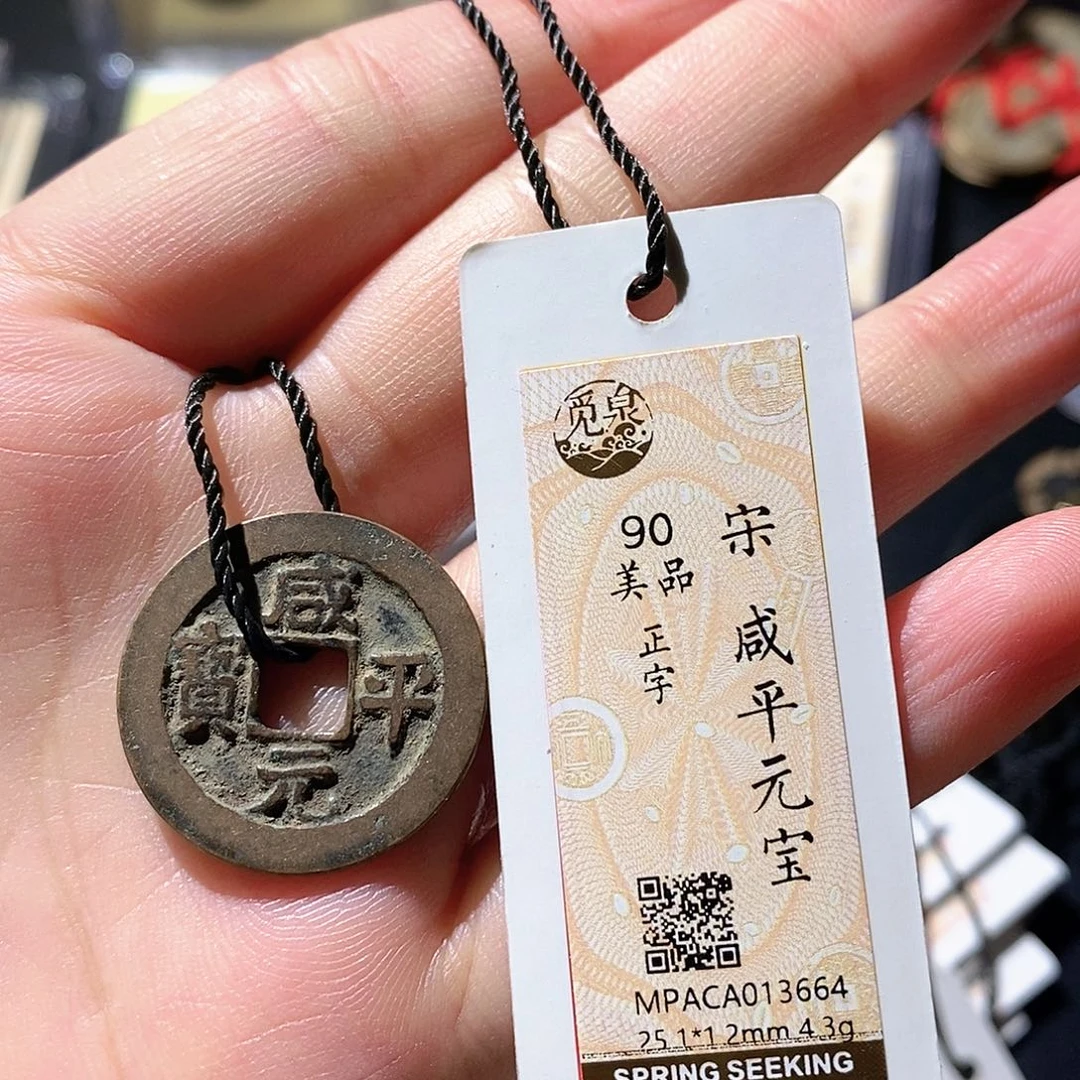 咸平元寳
觅泉
宋 咸平元宝
90
美品
正字
MPACA013664
25.1*1.2mm 4.3g
SPRING SEEKING